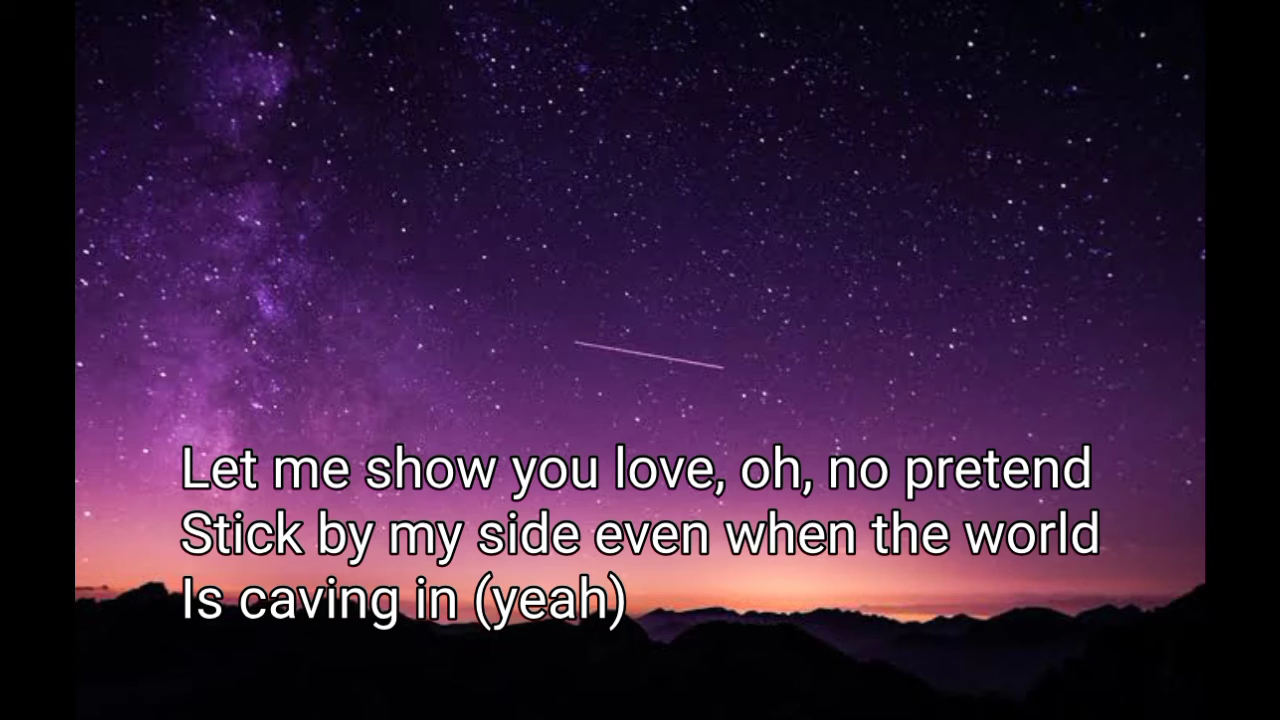 Let me show you love, oh, no pretend
Stick by my side even when the world
Is caving in (yeah)